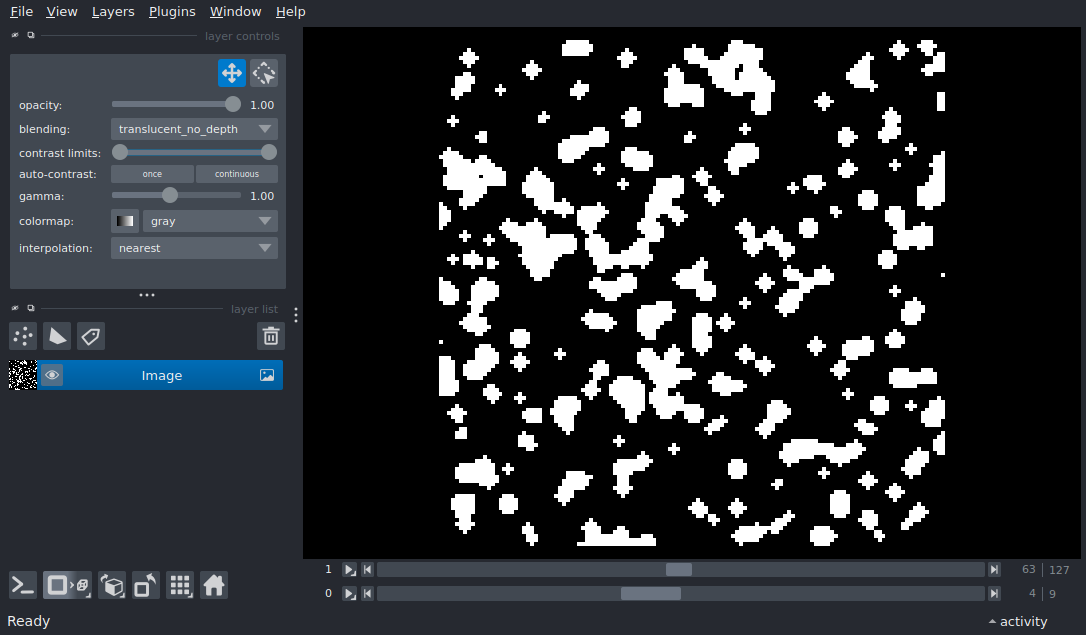 File View Layers Plugins Window Help
layer controls
opacity: 1.00
blending: translucent_no_depth
contrast limits:
auto-contrast: once continuous
gamma: 1.00
colormap: gray
interpolation: nearest
layer list
Image
1 63 127
0 4 9
Ready activity